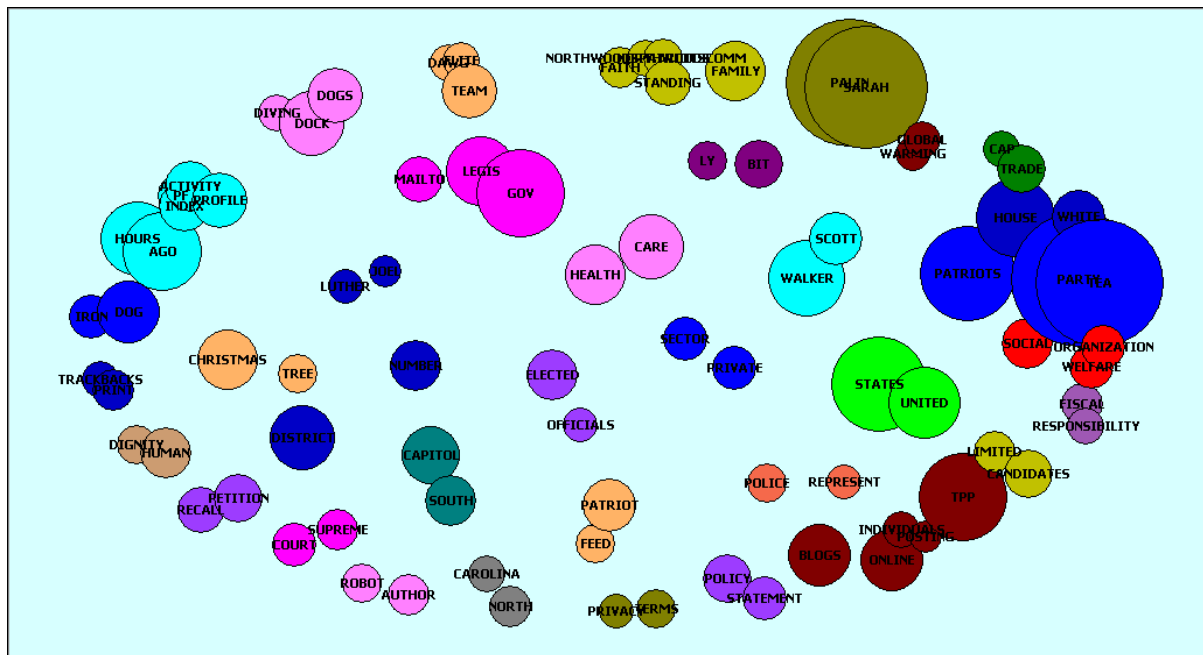 DAWG
ELITE
TEAM
FAITH
STANDING
FAMILY
PALIN
SARAH
DIVING
DOGS
DOCK
GLOBAL
WARMING
CAP
TRADE
LY
BIT
MAILTO
LEGIS
GOV
ACTIVITY
PF
INDEX
PROFILE
HOURS
AGO
HOUSE
WHITE
PATRIOTS
PARTY
TEA
CARE
HEALTH
SCOTT
WALKER
LUTHER
JOEL
IRON
DOG
SECTOR
PRIVATE
SOCIAL
ORGANIZATION
WELFARE
CHRISTMAS
TREE
NUMBER
ELECTED
OFFICIALS
TRACKBACKS
PRINT
STATES
UNITED
FISCAL
RESPONSIBILITY
DIGNITY
HUMAN
DISTRICT
CAPITOL
SOUTH
LIMITED
CANDIDATES
POLICE
REPRESENT
TPP
RECALL
PETITION
PATRIOT
FEED
INDIVIDUALS
POSTING
ONLINE
BLOGS
COURT
SUPREME
ROBOT
AUTHOR
CAROLINA
NORTH
POLICY
STATEMENT
PRIVACY
TERMS